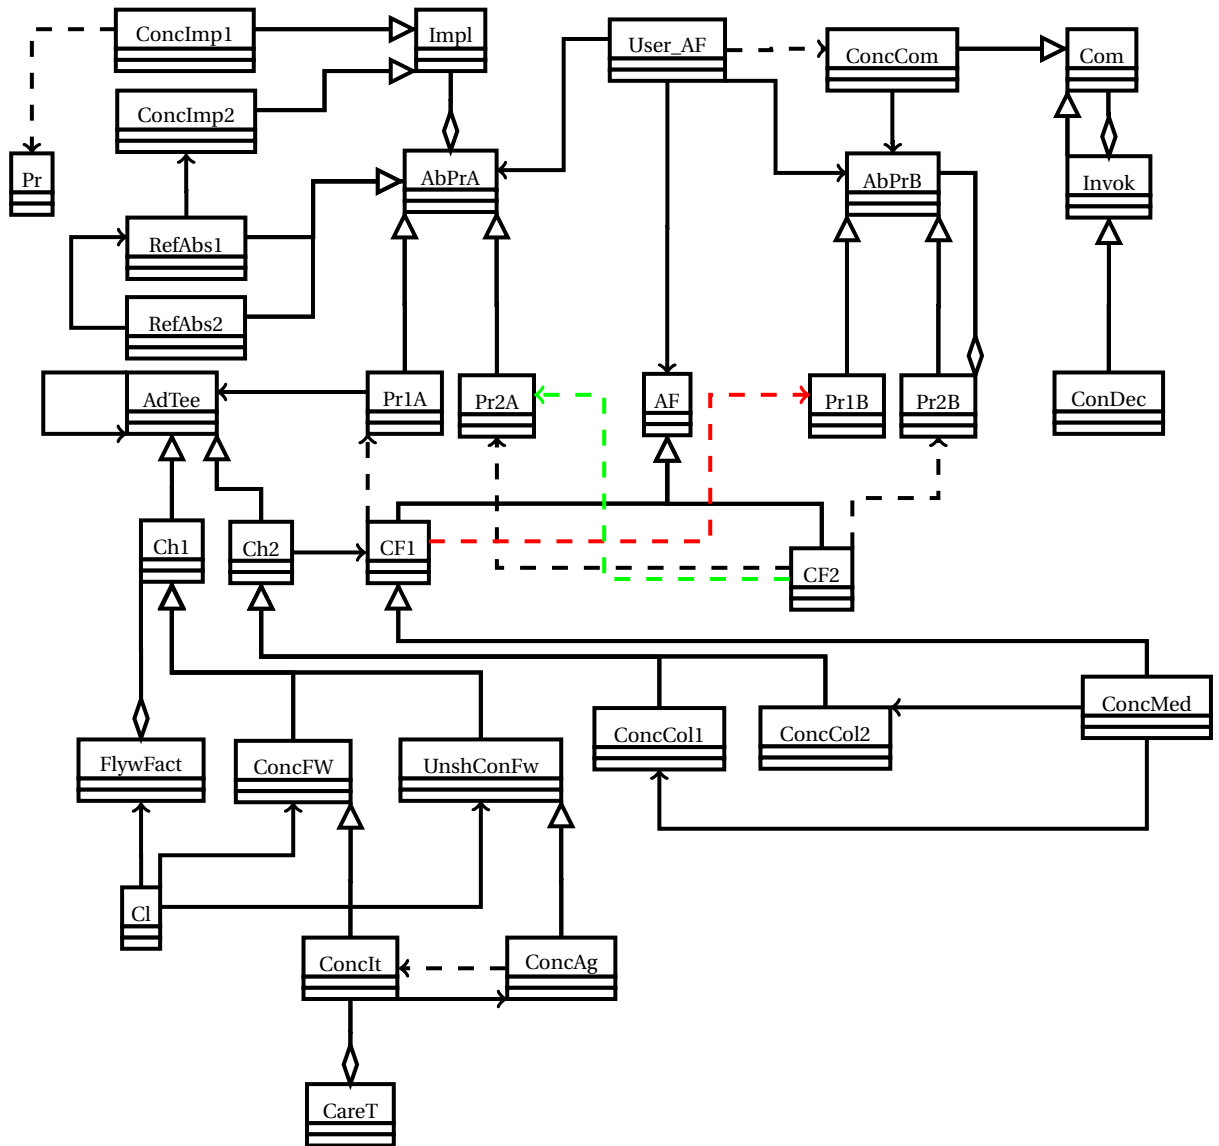 ConcImp1
Impl
User_AF
ConcCom
Com
ConcImp2
Pr
AbPrA
AbPrB
Invok
RefAbs1
RefAbs2
AdTee
Pr1A
Pr2A
AF
Pr1B
Pr2B
ConDec
Ch1
Ch2
CF1
CF2
ConcMed
FlywFact
ConcFW
UnshConFw
ConcCol1
ConcCol2
Cl
ConcIt
ConcAg
CareT